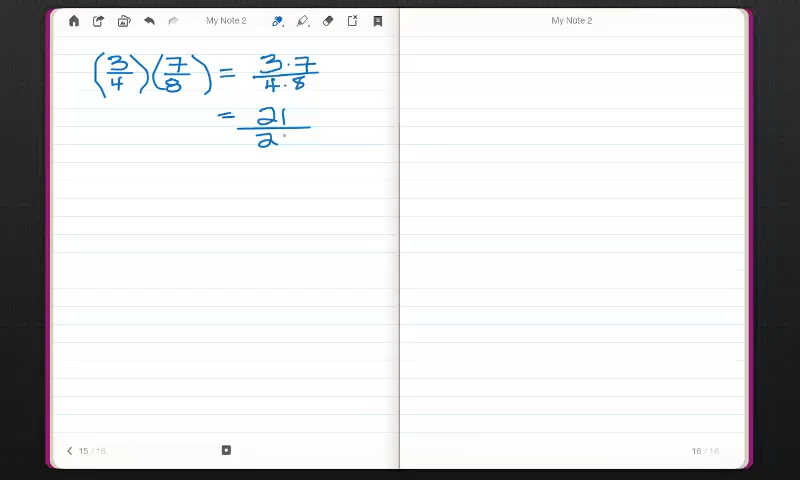 My Note 2
My Note 2
(3/4)(7/8) = 3·7/4·8
= 21/2
15 / 16
16 / 16